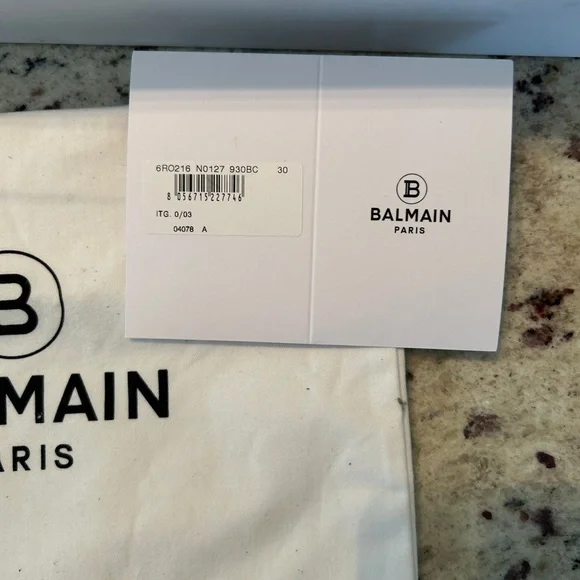 6RO216 N0127 930BC 30
8 056715 227746
ITG. 0/03
04078 A
B
BALMAIN
PARIS
B
MAIN
ARIS